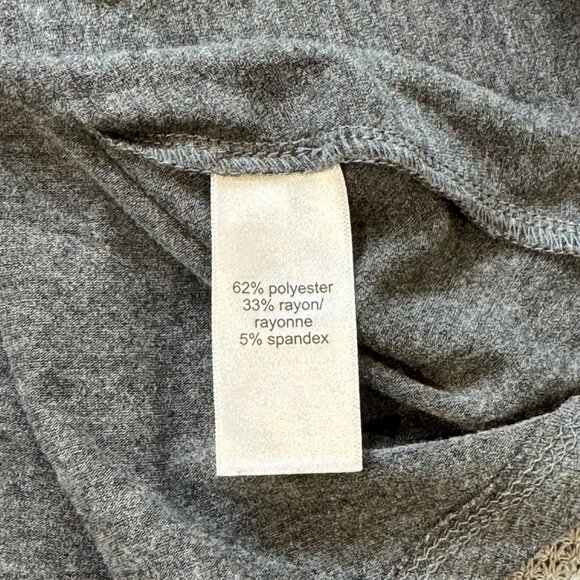 62% polyester
33% rayon/
rayonne
5% spandex